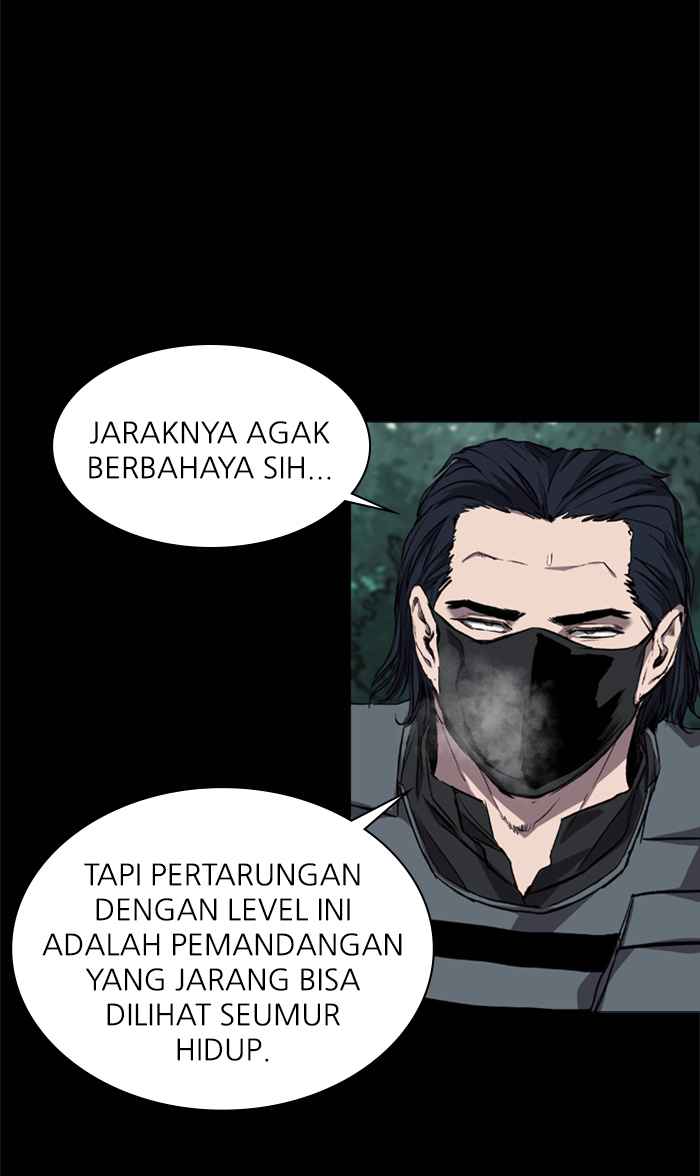 JARAKNYA AGAK
BERBAHAYA SIH...
TAPI PERTARUNGAN
DENGAN LEVEL INI
ADALAH PEMANDANGAN
YANG JARANG BISA
DILIHAT SEUMUR
HIDUP.